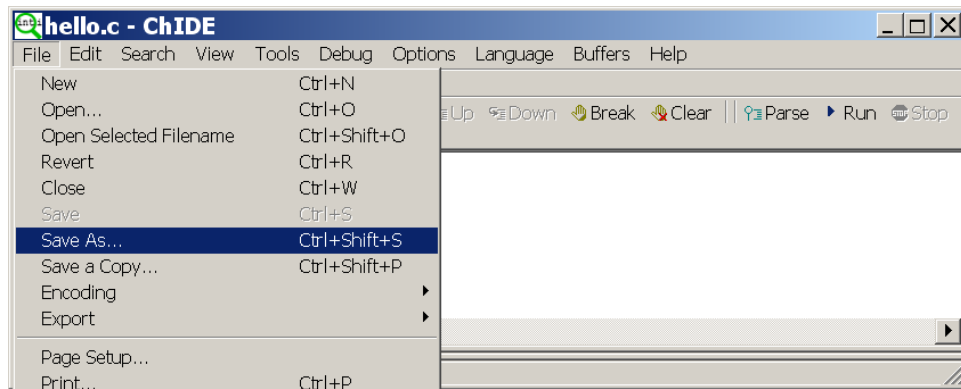 hello.c - ChIDE
File Edit Search View Tools Debug Options Language Buffers Help
New Ctrl+N
Open... Ctrl+O
Up Down Break Clear Parse Run Stop
Open Selected Filename Ctrl+Shift+O
Revert Ctrl+R
Close Ctrl+W
Save Ctrl+S
Save As... Ctrl+Shift+S
Save a Copy... Ctrl+Shift+P
Encoding
Export
Page Setup...
Print... Ctrl+P